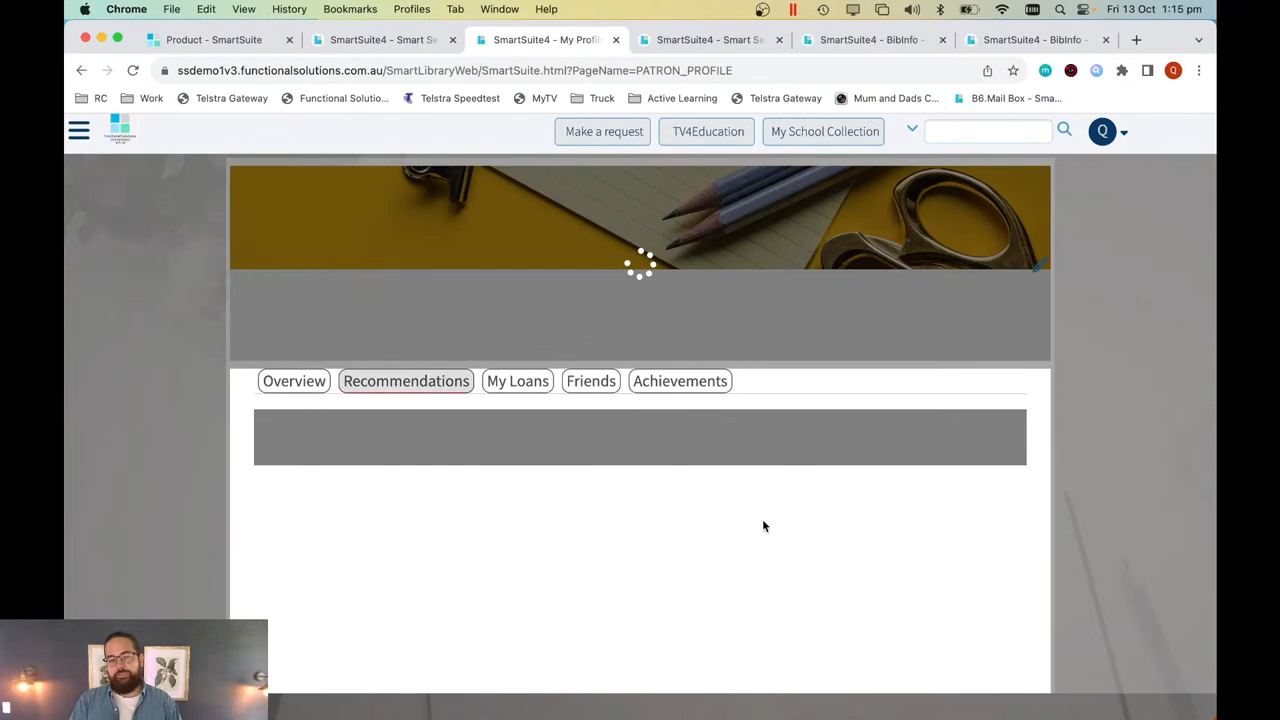 Chrome File Edit View History Bookmarks Profiles Tab Window Help Fri 13 Oct 1:15 pm
Product - SmartSuite SmartSuite4 - Smart Se SmartSuite4 - My Profil SmartSuite4 - Smart Se SmartSuite4 - BibInfo - SmartSuite4 - BibInfo -
ssdemo1v3.functionalsolutions.com.au/SmartLibraryWeb/SmartSuite.html?PageName=PATRON_PROFILE
RC Work Telstra Gateway Functional Solutio... Telstra Speedtest MyTV Truck Active Learning Telstra Gateway Mum and Dads C... B6.Mail Box - Sma...
Make a request TV4Education My School Collection Q
Overview Recommendations My Loans Friends Achievements